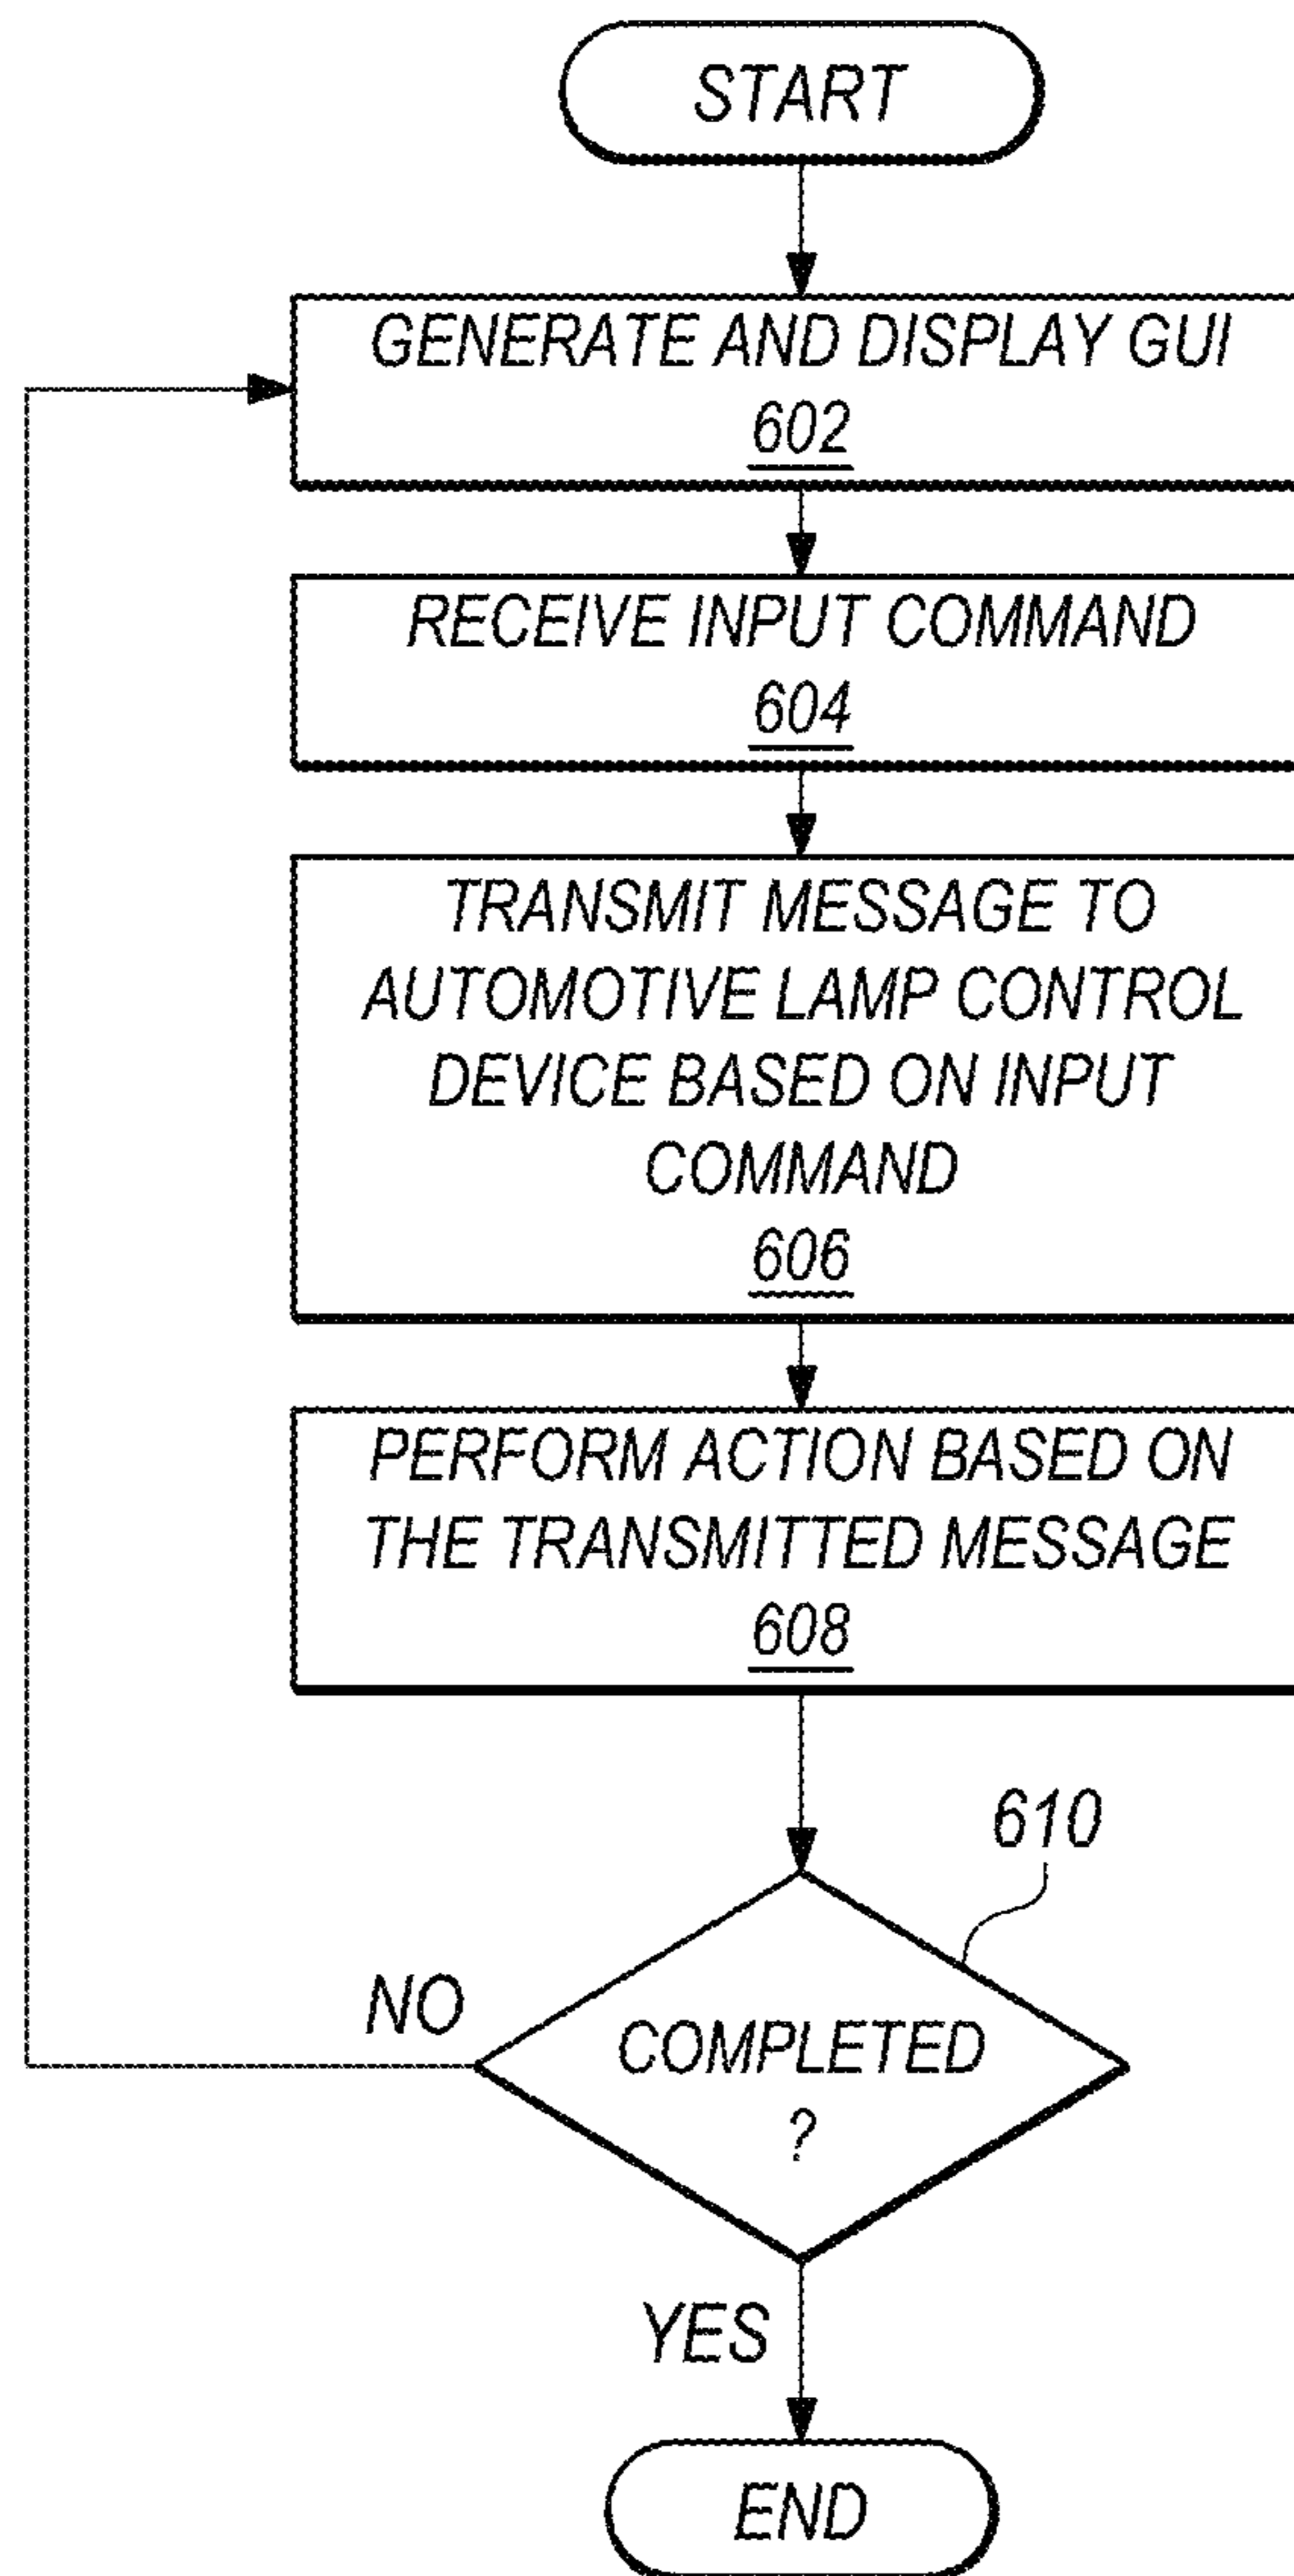 START
GENERATE AND DISPLAY GUI
602
RECEIVE INPUT COMMAND
604
TRANSMIT MESSAGE TO
AUTOMOTIVE LAMP CONTROL
DEVICE BASED ON INPUT
COMMAND
606
PERFORM ACTION BASED ON
THE TRANSMITTED MESSAGE
608
610
NO
COMPLETED
?
YES
END